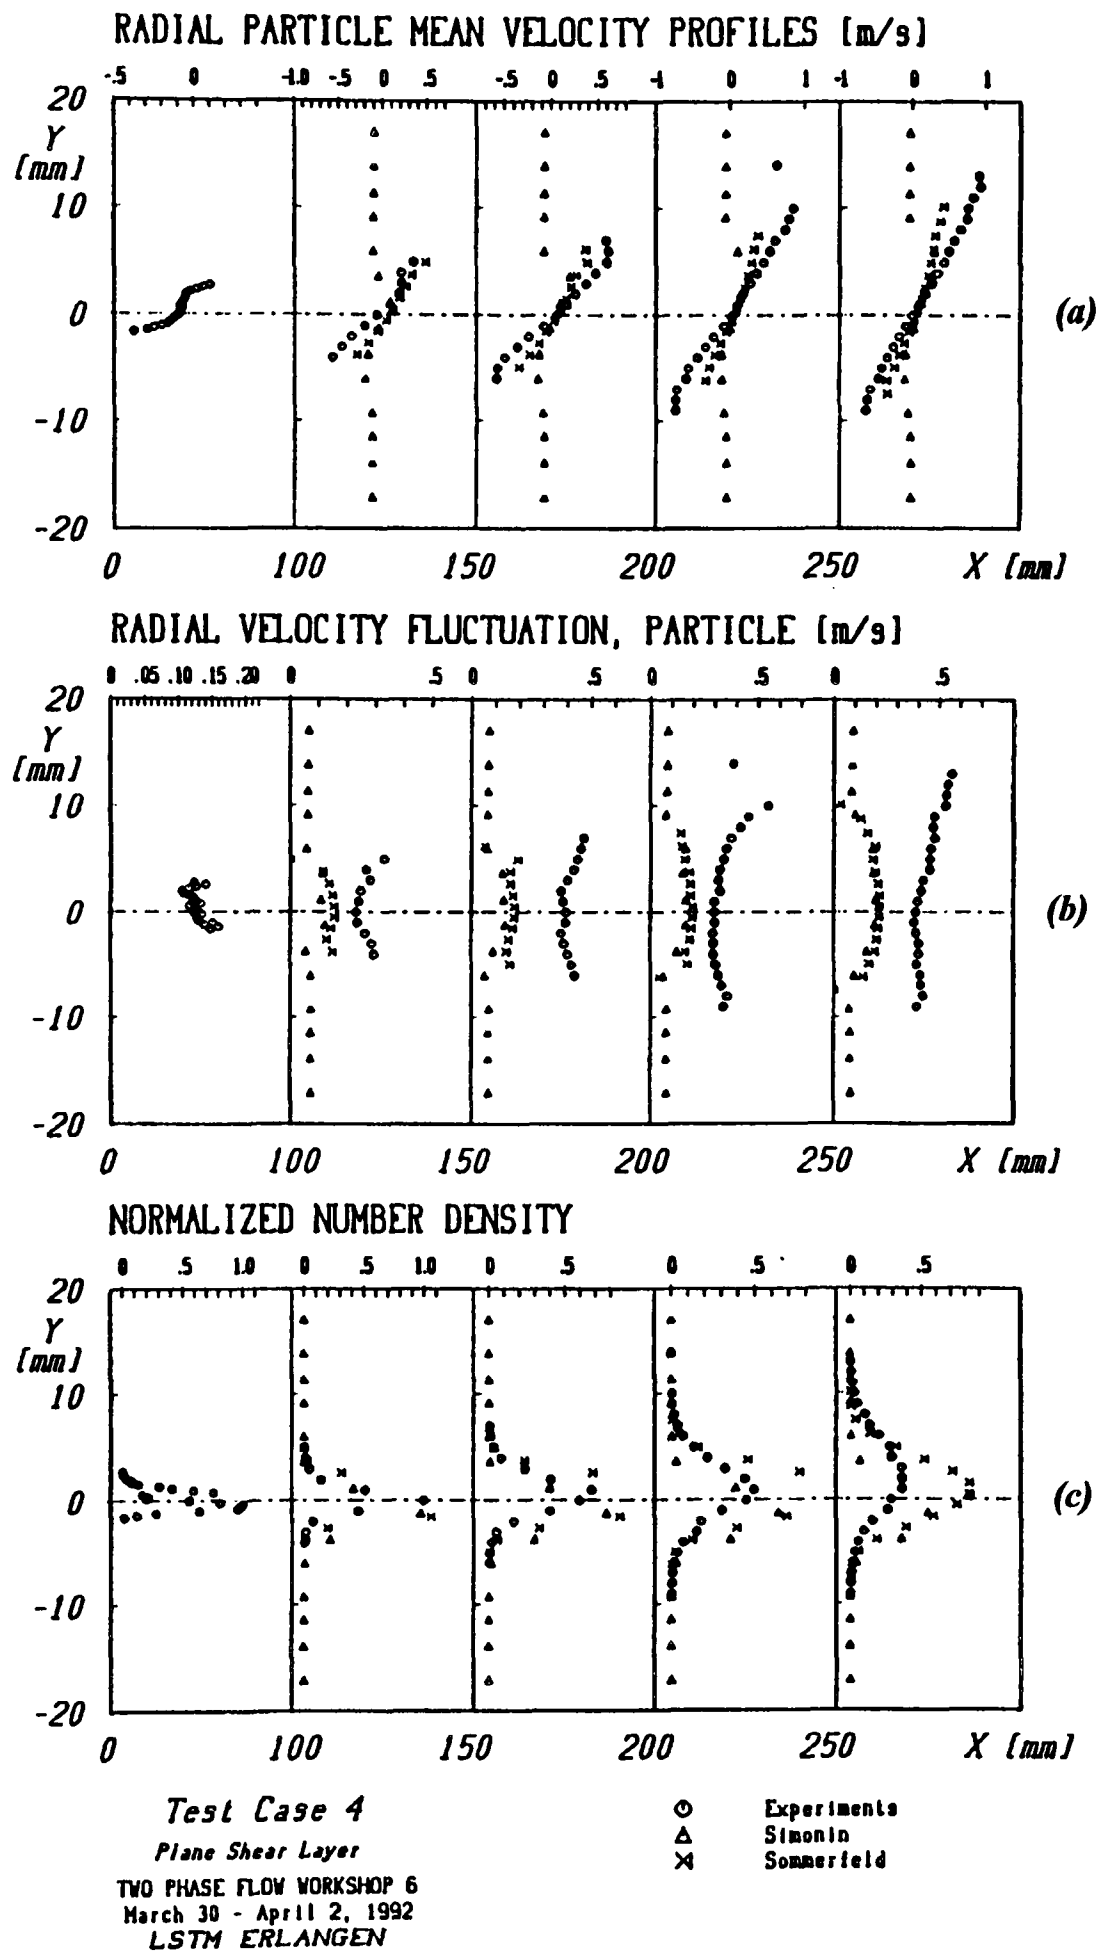 RADIAL PARTICLE MEAN VELOCITY PROFILES [m/s]
-.5 0 -1.0 -.5 0 .5 -.5 0 .5 -1 0 1 -1 0 1
20
Y
[mm]
10
0
(a)
-10
-20
0 100 150 200 250 X [mm]
RADIAL VELOCITY FLUCTUATION, PARTICLE [m/s]
0 .05 .10 .15 .20 0 .5 0 .5 0 .5 0 .5
20
Y
[mm]
10
0
(b)
-10
-20
0 100 150 200 250 X [mm]
NORMALIZED NUMBER DENSITY
0 .5 1.0 0 .5 1.0 0 .5 0 .5 0 .5
20
Y
[mm]
10
0
(c)
-10
-20
0 100 150 200 250 X [mm]
Test Case 4
Plane Shear Layer
TWO PHASE FLOW WORKSHOP 6
March 30 - April 2, 1992
LSTM ERLANGEN
Experiments
Simonin
Sommerfeld